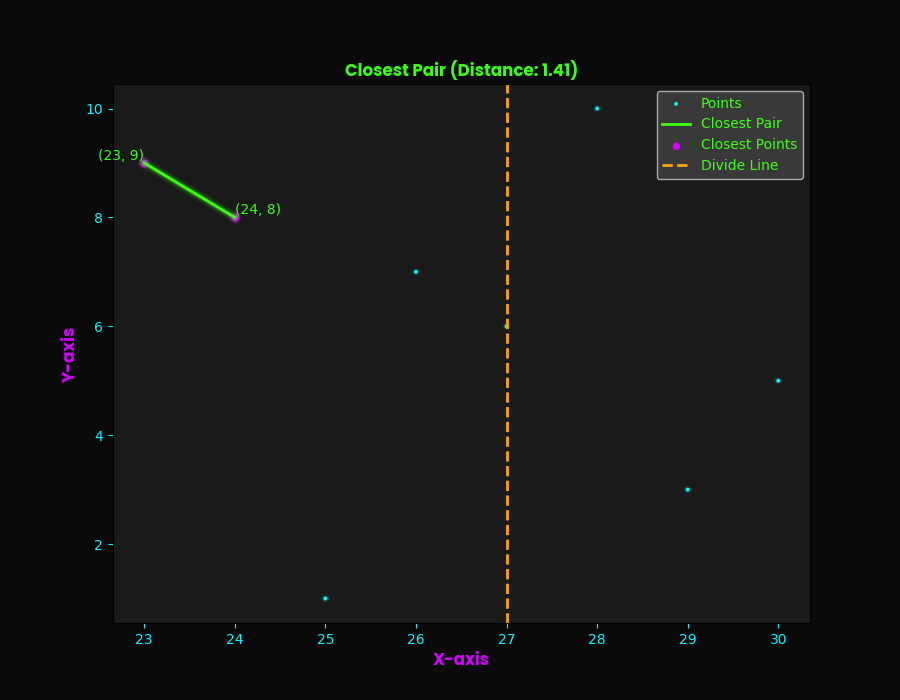 Closest Pair (Distance: 1.41)
Points
Closest Pair
Closest Points
Divide Line
(23, 9)
(24, 8)
Y-axis
10
8
6
4
2
23 24 25 26 27 28 29 30
X-axis